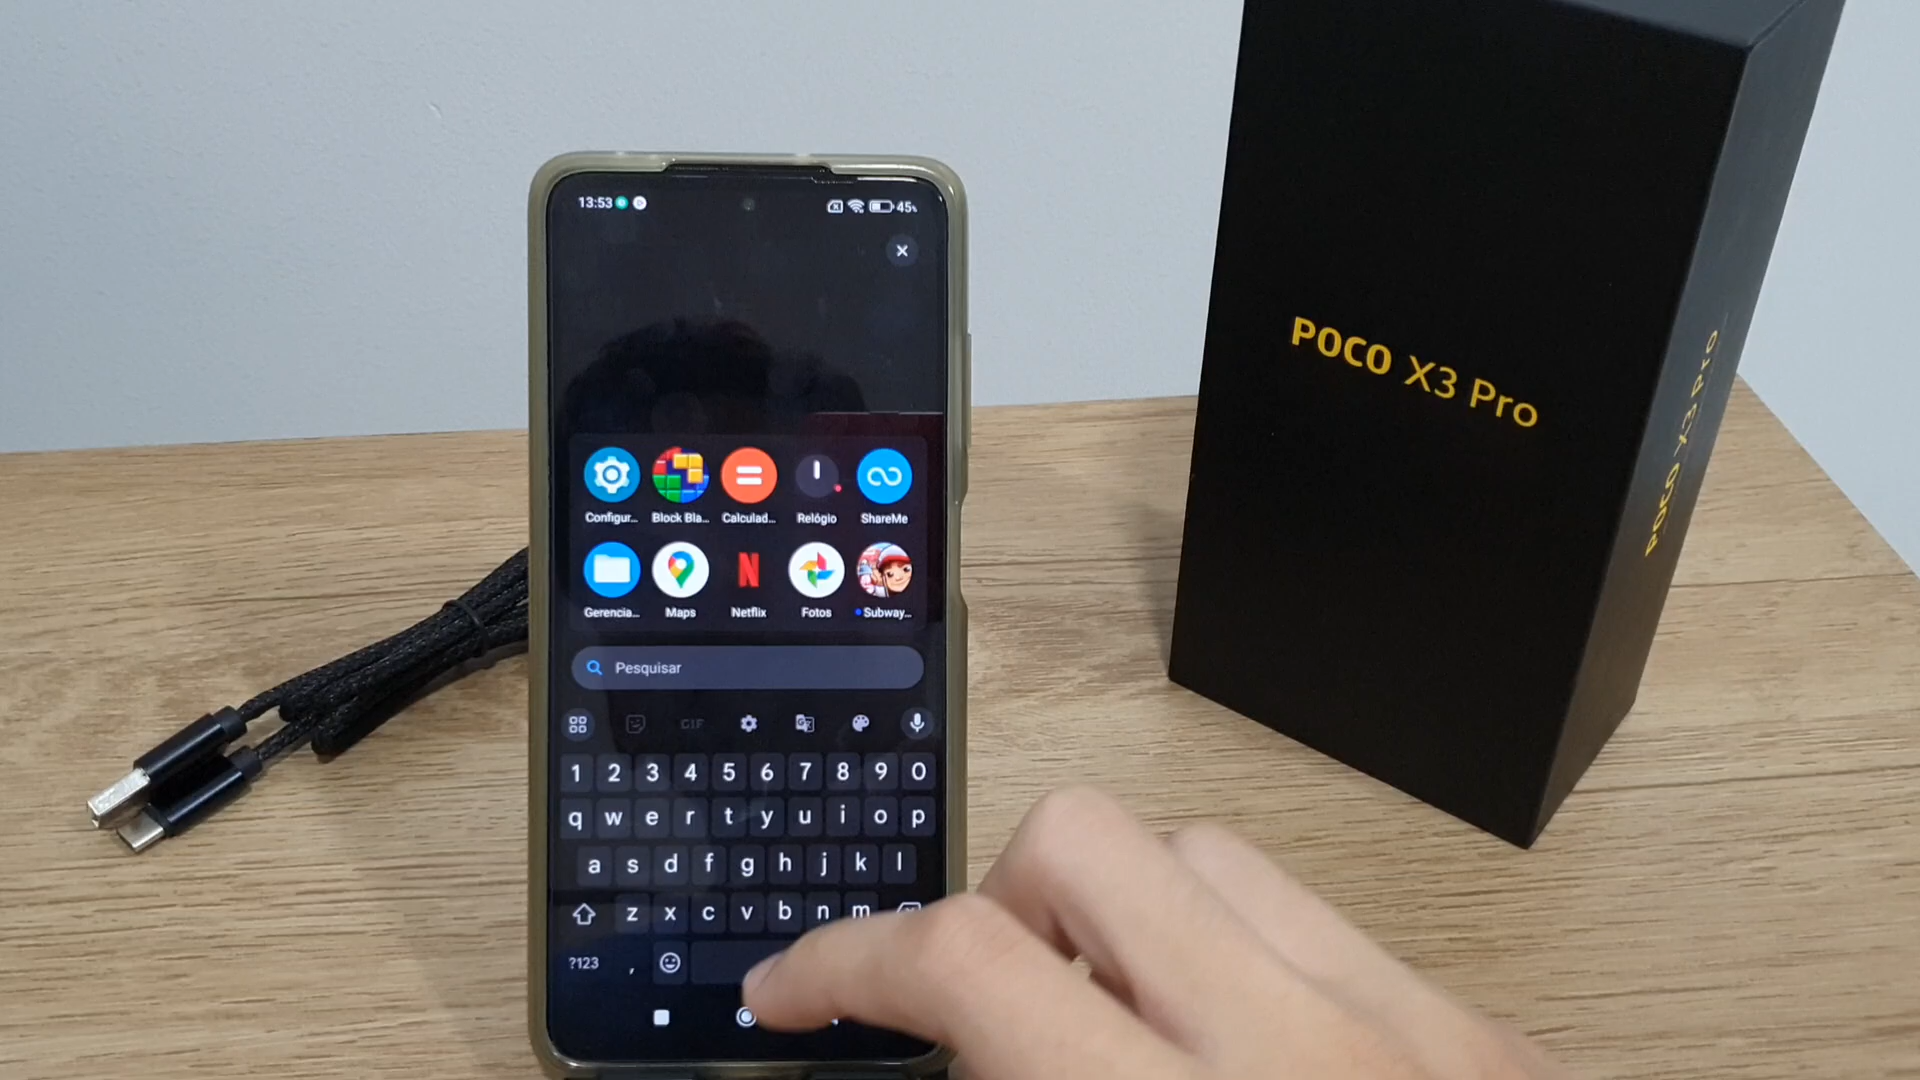 13:53 45%
Configur... Block Bla... Calculad... Relógio ShareMe
Gerencia... Maps Netflix Fotos Subway...
Pesquisar
GIF
1 2 3 4 5 6 7 8 9 0
q w e r t y u i o p
a s d f g h j k l
z x c v b n m
?123 ,
POCO X3 Pro
POCO X3 Pro